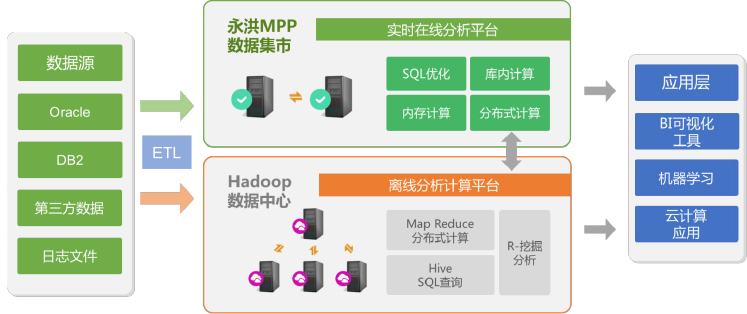 数据源
Oracle
DB2
第三方数据
日志文件
ETL
永洪MPP
数据集市
实时在线分析平台
SQL优化
库内计算
内存计算
分布式计算
Hadoop
数据中心
离线分析计算平台
Map Reduce
分布式计算
Hive
SQL查询
R-挖掘
分析
应用层
BI可视化
工具
机器学习
云计算
应用